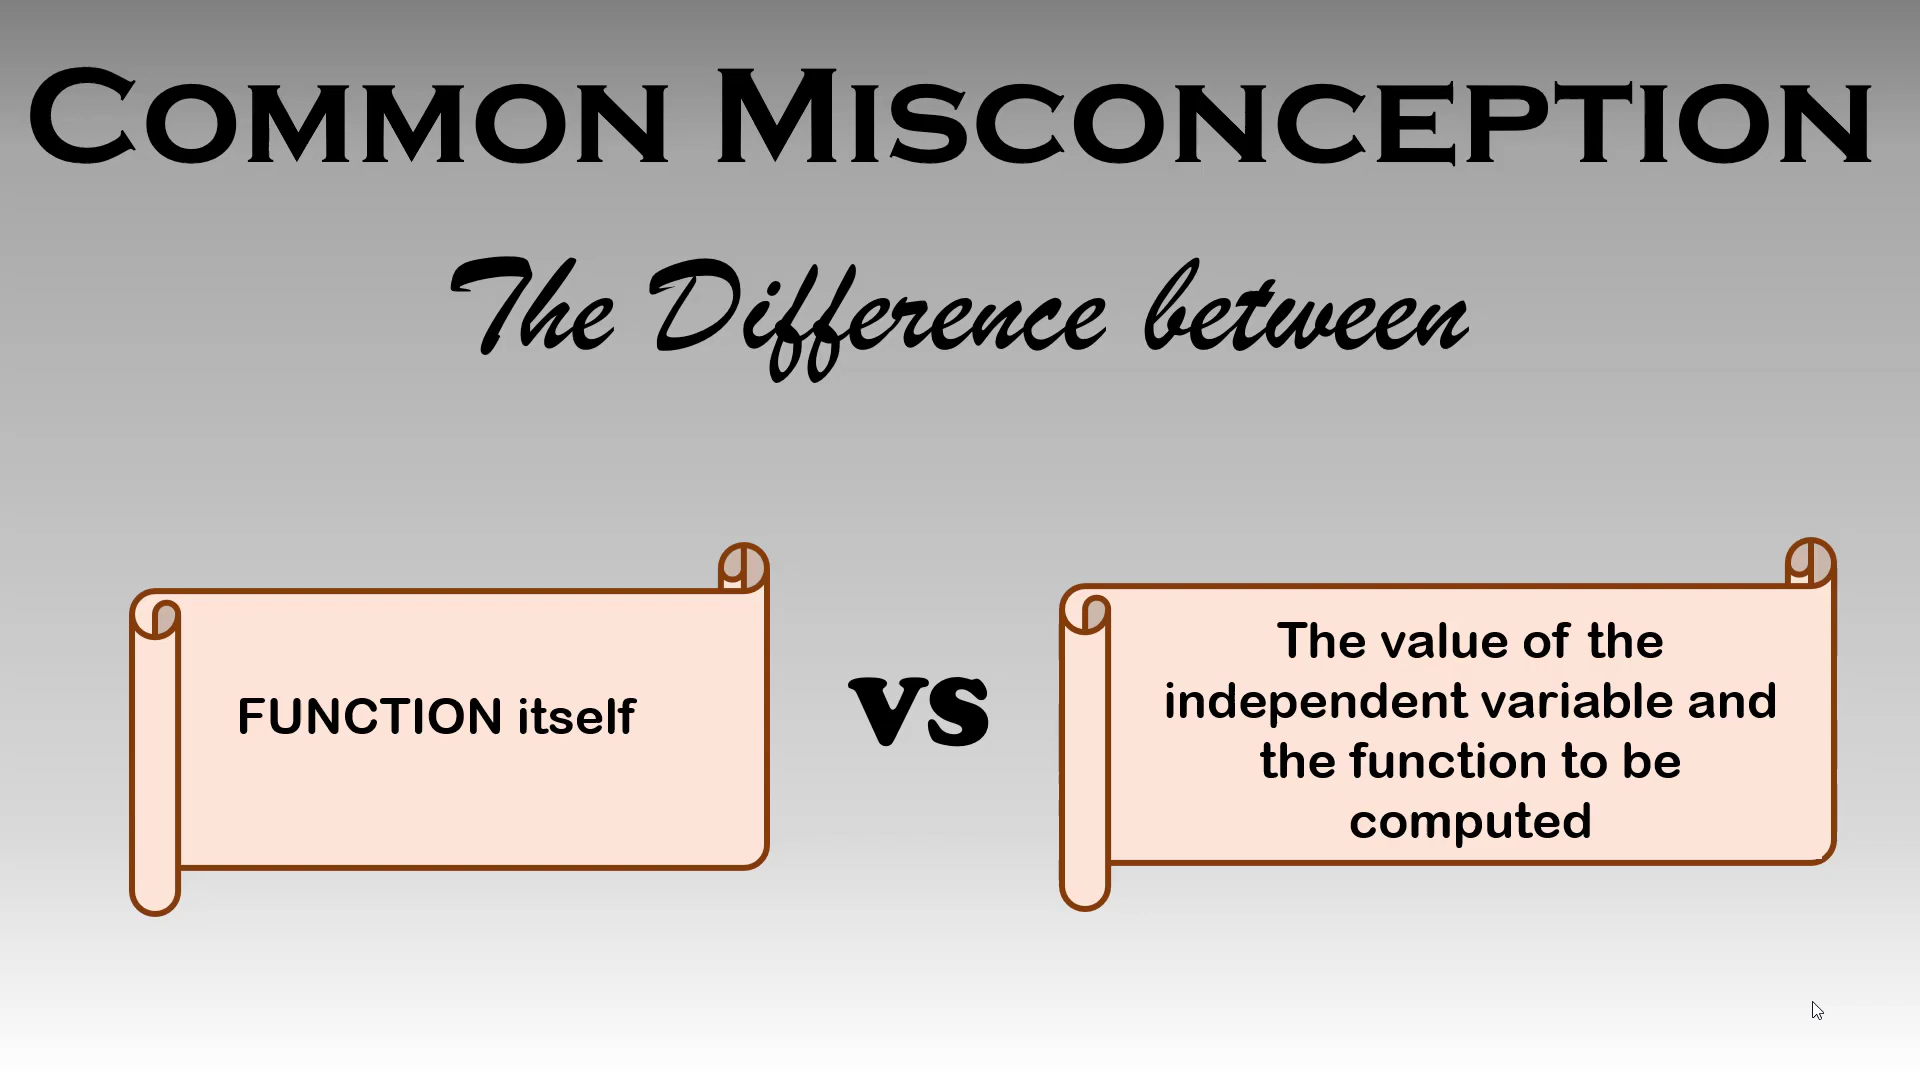 COMMON MISCONCEPTION
The Difference between
FUNCTION itself
vs
The value of the
independent variable and
the function to be
computed